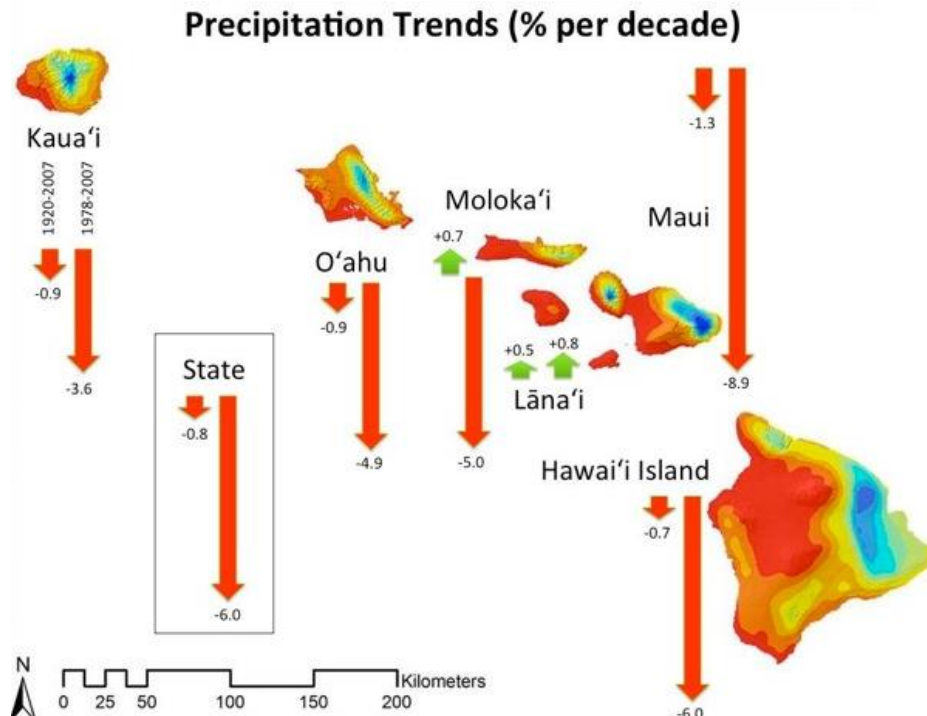 Precipitation Trends (% per decade)
Kaua‘i
1920-2007
1978-2007
-0.9
-3.6
State
-0.8
-6.0
O‘ahu
-0.9
-4.9
Moloka‘i
+0.7
-5.0
+0.5
+0.8
Lāna‘i
Maui
-1.3
-8.9
Hawai‘i Island
-0.7
-6.0
N
Kilometers
0 25 50 100 150 200